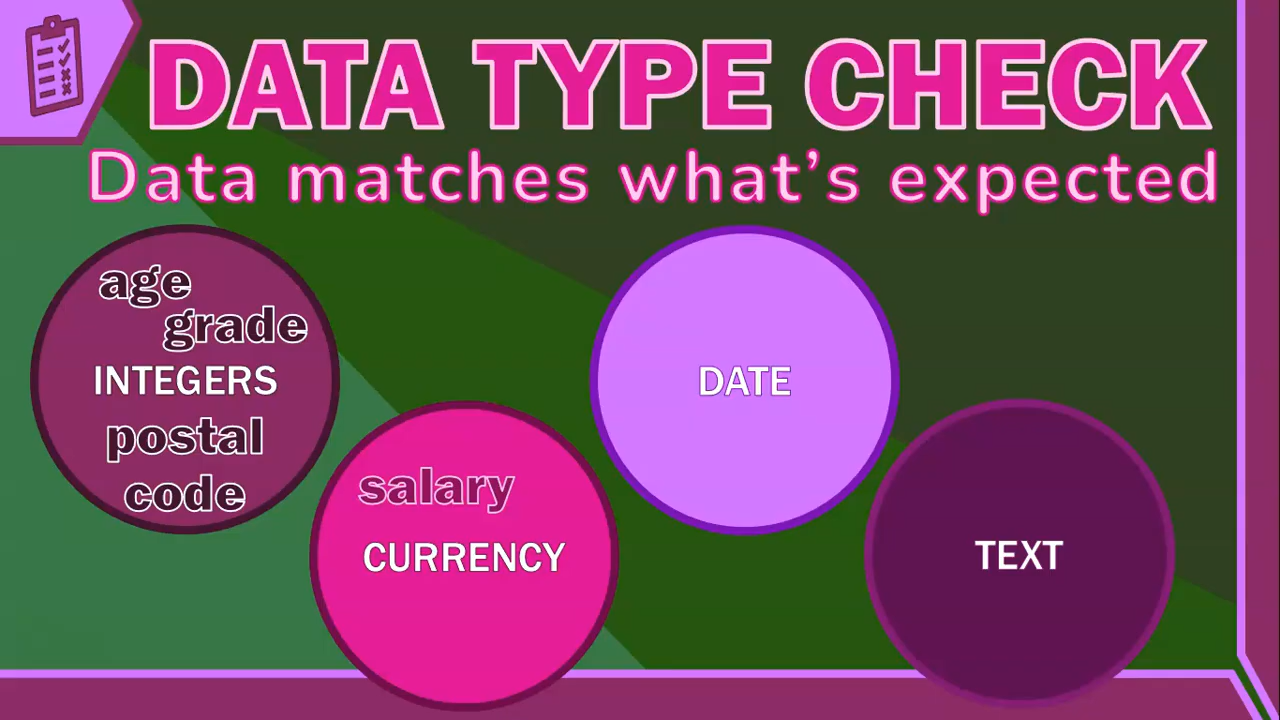 DATA TYPE CHECK
Data matches what’s expected
age
grade
INTEGERS
postal
code
salary
CURRENCY
DATE
TEXT